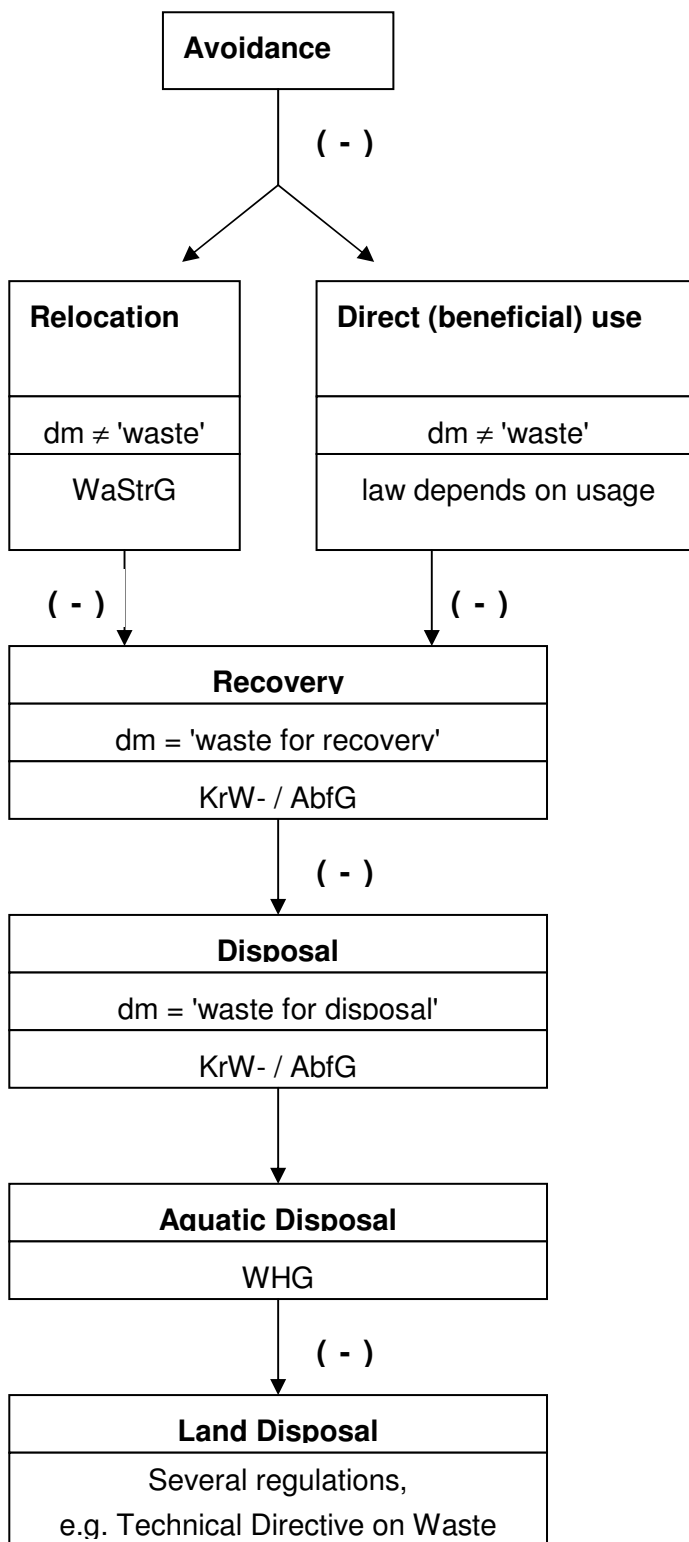 Avoidance
( - )
Relocation
dm ≠ 'waste'
WaStrG
Direct (beneficial) use
dm ≠ 'waste'
law depends on usage
( - )
( - )
Recovery
dm = 'waste for recovery'
KrW- / AbfG
( - )
Disposal
dm = 'waste for disposal'
KrW- / AbfG
Aquatic Disposal
WHG
( - )
Land Disposal
Several regulations,
e.g. Technical Directive on Waste